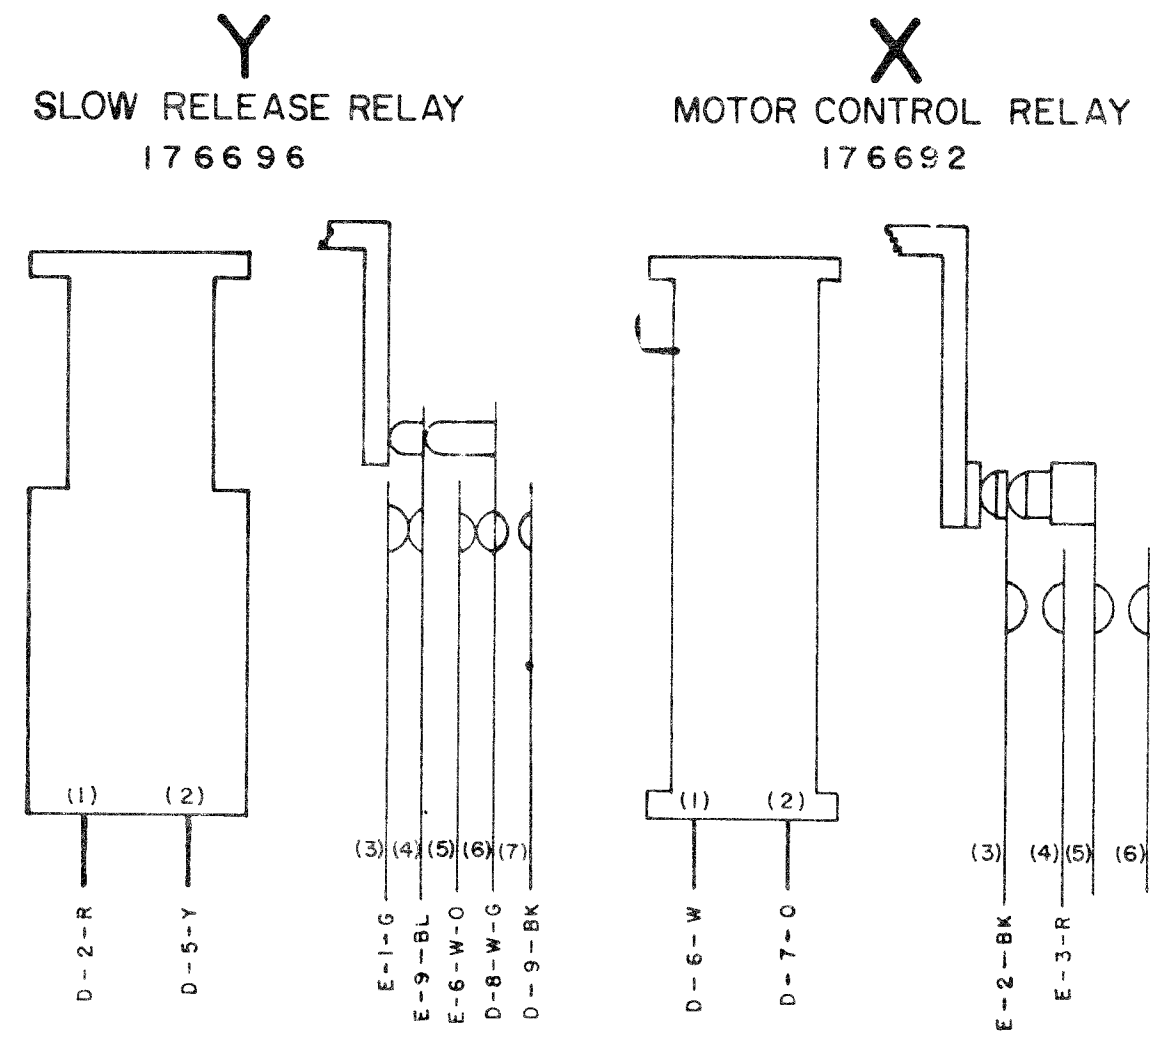 Y
SLOW RELEASE RELAY
176696
(1) (2)
(3) (4) (5) (6) (7)
D-2-R
D-5-Y
E-1-G
E-9-BL
E-6-W-O
D-8-W-G
D-9-BK
X
MOTOR CONTROL RELAY
176692
(1) (2)
(3) (4) (5) (6)
D-6-W
D-7-O
E-2-BK
E-3-R